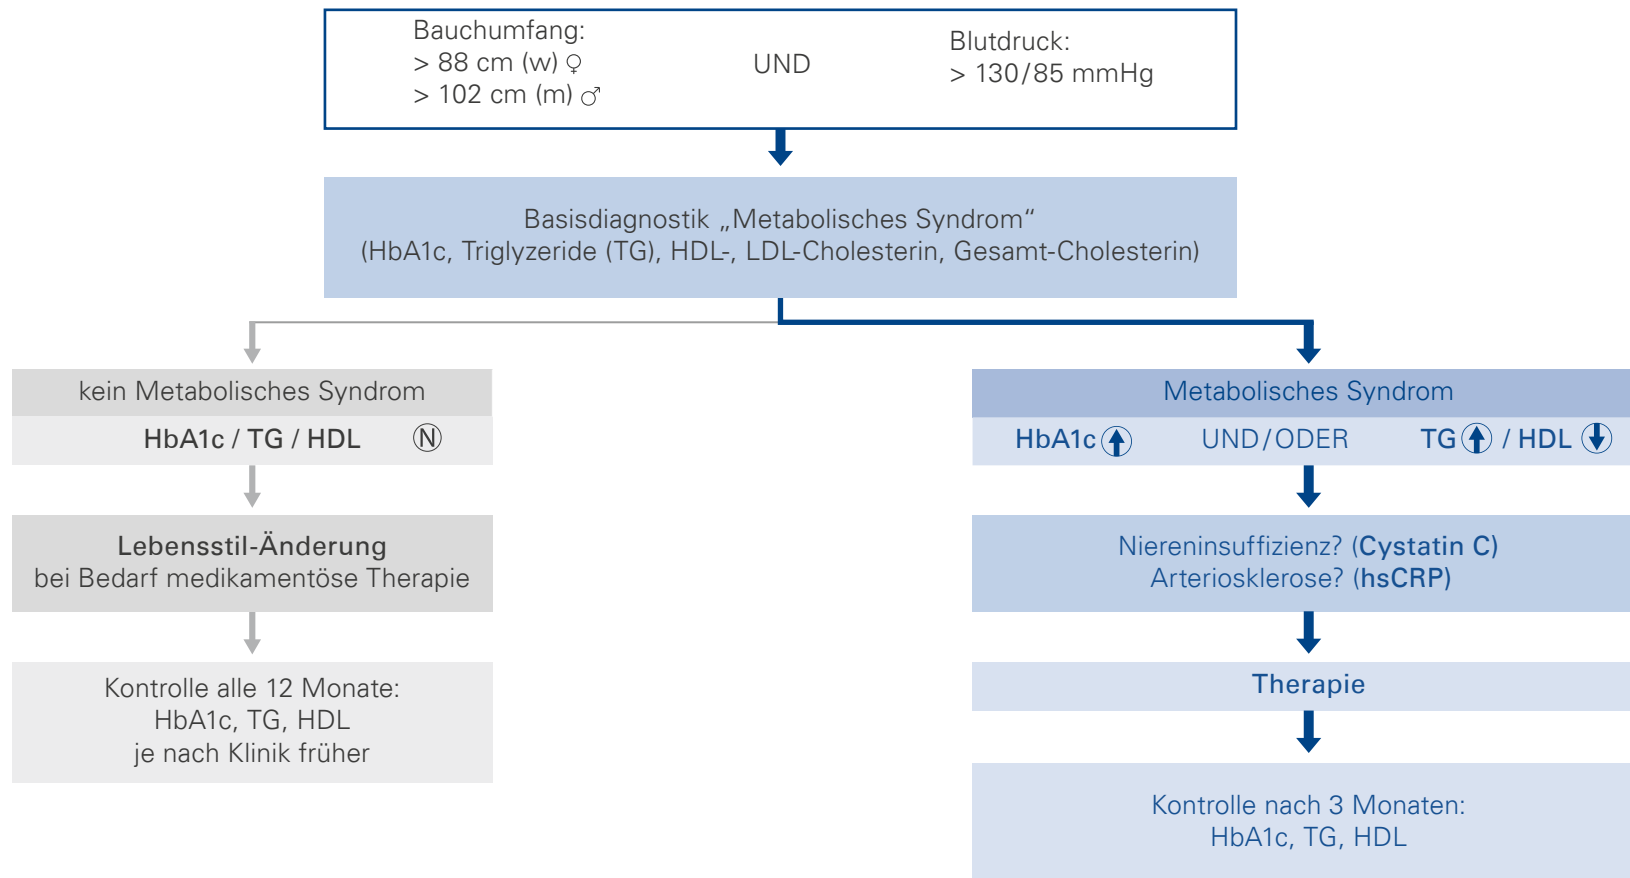 Bauchumfang:
> 88 cm (w) ♀
> 102 cm (m) ♂
UND
Blutdruck:
> 130/85 mmHg
Basisdiagnostik „Metabolisches Syndrom“
(HbA1c, Triglyzeride (TG), HDL-, LDL-Cholesterin, Gesamt-Cholesterin)
kein Metabolisches Syndrom
HbA1c / TG / HDL Ⓝ
Lebensstil-Änderung
bei Bedarf medikamentöse Therapie
Kontrolle alle 12 Monate:
HbA1c, TG, HDL
je nach Klinik früher
Metabolisches Syndrom
HbA1c ↑ UND/ODER TG ↑ / HDL ↓
Niereninsuffizienz? (Cystatin C)
Arteriosklerose? (hsCRP)
Therapie
Kontrolle nach 3 Monaten:
HbA1c, TG, HDL